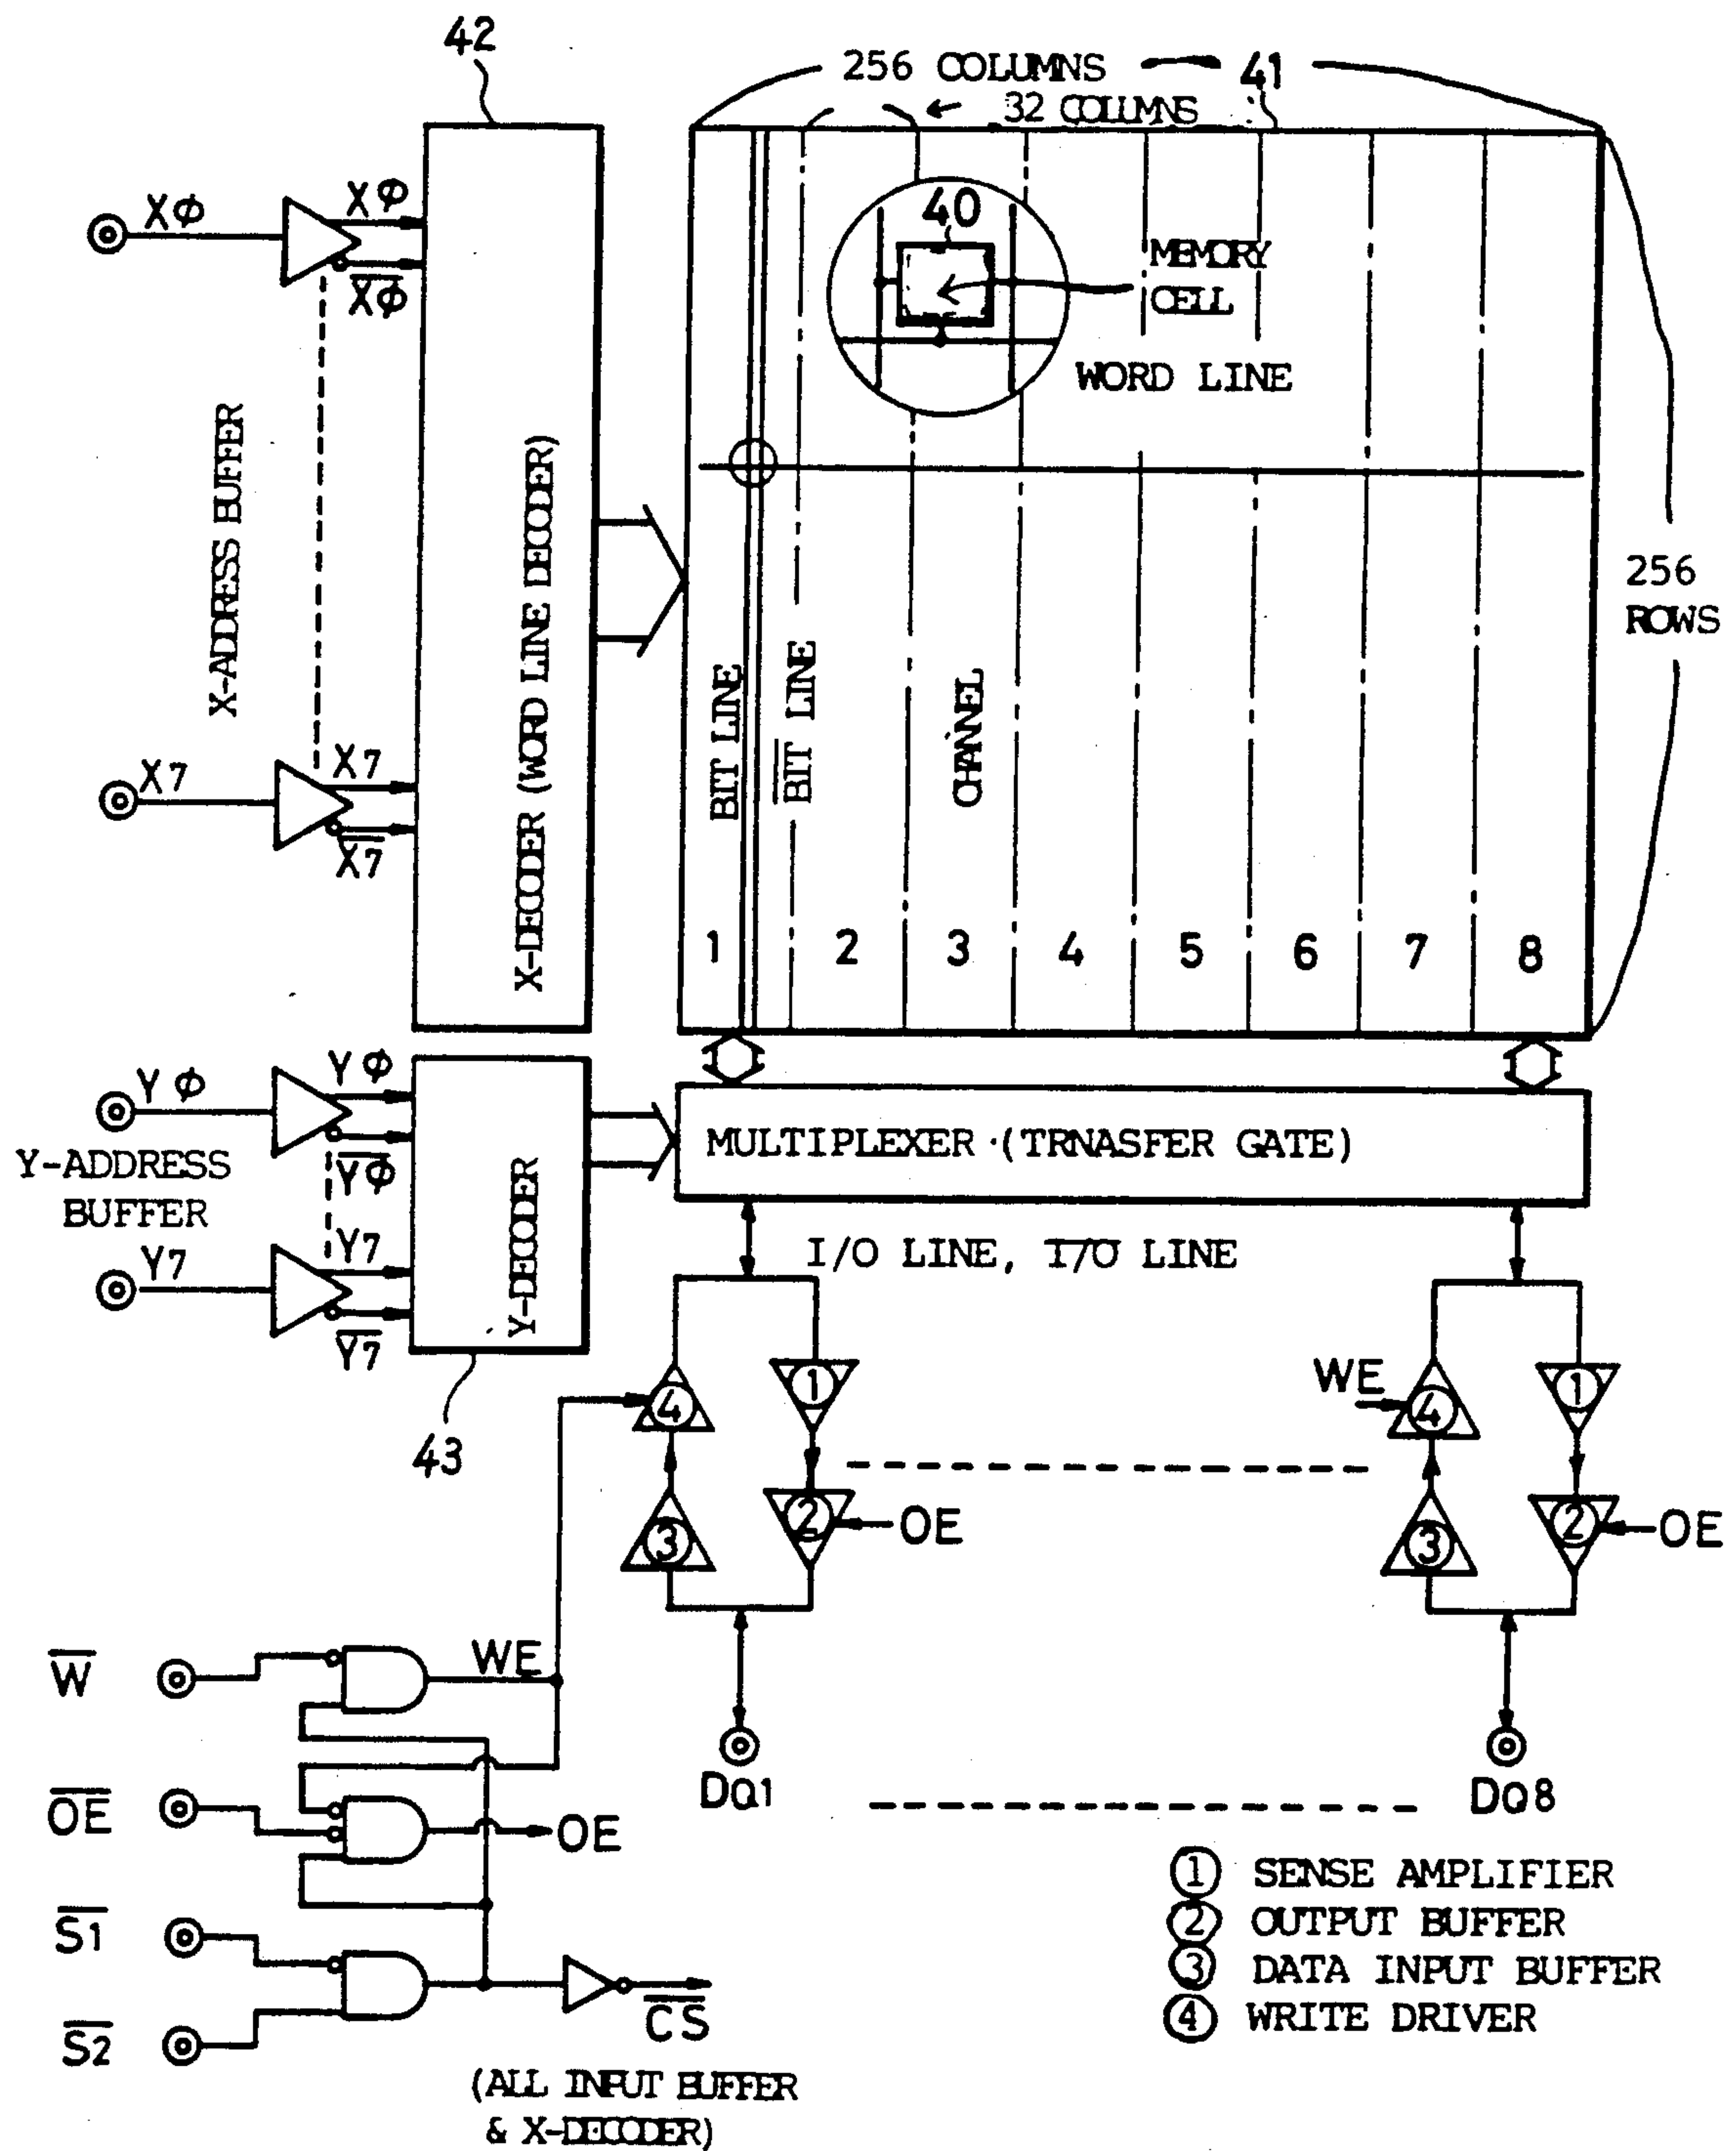 42
256 COLUMNS
41
32 COLUMNS
Xφ
Xφ
X̅φ̅
40
MEMORY
CELL
WORD LINE
X-ADDRESS BUFFER
X-DECODER (WORD LINE DECODER)
256
ROWS
X7
X7
X̅7̅
BIT LINE
B̅I̅T̅ LINE
CHANNEL
1 2 3 4 5 6 7 8
Yφ
Yφ
Y̅φ̅
Y-ADDRESS
BUFFER
Y7
Y7
Y̅7̅
Y-DECODER
43
MULTIPLEXER (TRNASFER GATE)
I/O LINE, I̅/̅O̅ LINE
4
1
3
2
OE
WE
4
1
3
2
OE
W̅
WE
O̅E̅
OE
S̅1̅
S̅2̅
C̅S̅
(ALL INPUT BUFFER
& X-DECODER)
DQ1
DQ8
① SENSE AMPLIFIER
② OUTPUT BUFFER
③ DATA INPUT BUFFER
④ WRITE DRIVER